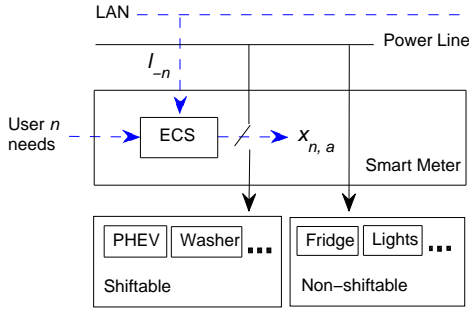 LAN
Power Line
l–n
User n
needs
ECS
xn, a
Smart Meter
PHEV
Washer
Fridge
Lights
Shiftable
Non–shiftable